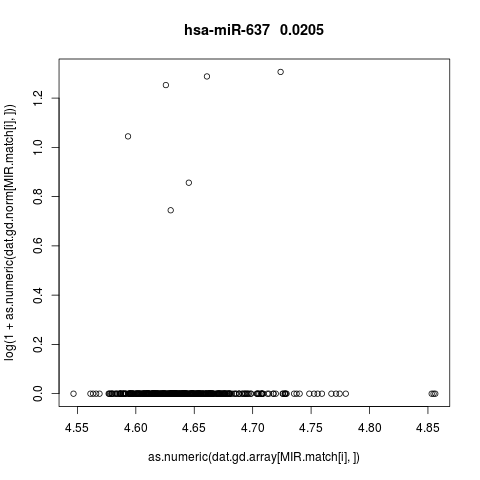 hsa-miR-637 0.0205
log(1 + as.numeric(dat.gd.norm[MIR.match[i], ]))
1.2
1.0
0.8
0.6
0.4
0.2
0.0
4.55 4.60 4.65 4.70 4.75 4.80 4.85
as.numeric(dat.gd.array[MIR.match[i], ])